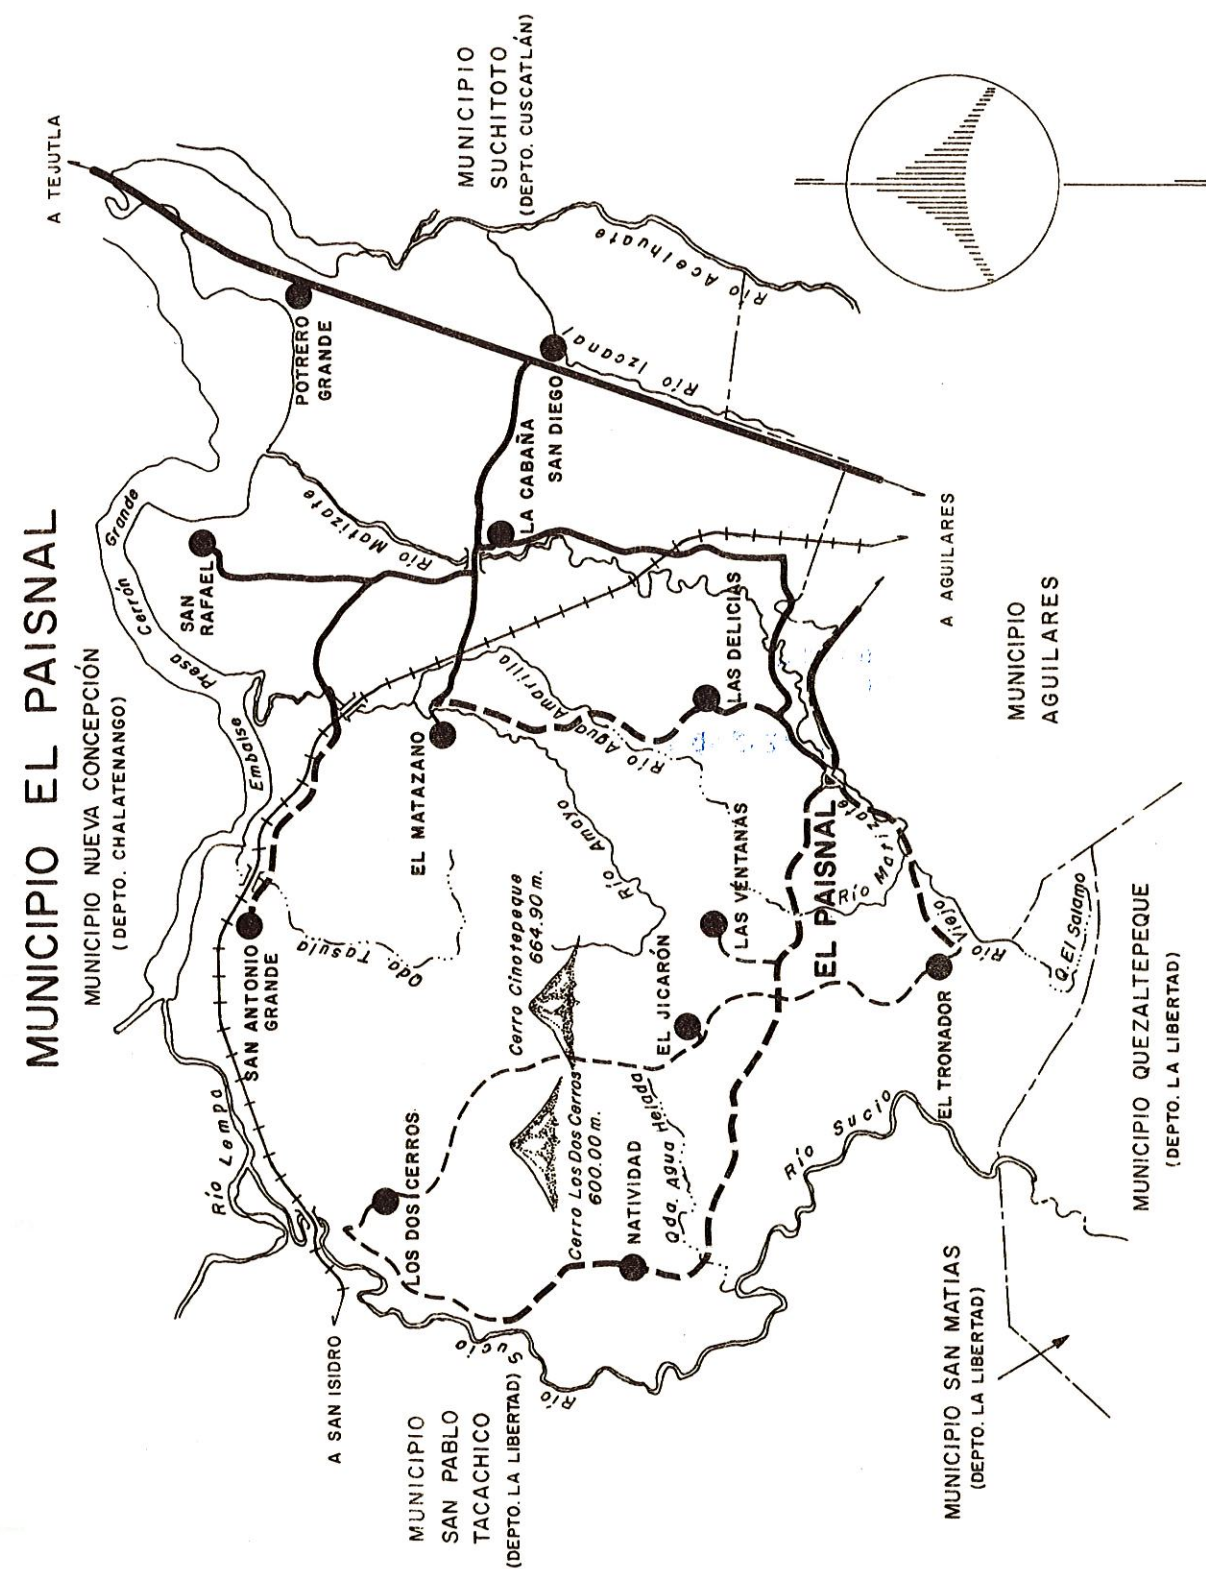 MUNICIPIO EL PAISNAL
MUNICIPIO NUEVA CONCEPCIÓN
(DEPTO. CHALATENANGO)
A TEJUTLA
MUNICIPIO
SUCHITOTO
(DEPTO. CUSCATLÁN)
Embalse Presa Cerrón Grande
Río Lempa
SAN ANTONIO
GRANDE
SAN
RAFAEL
POTRERO
GRANDE
A SAN ISIDRO
LOS DOS CERROS
Qda Tasula
EL MATAZANO
Río Matizate
LA CABAÑA
SAN DIEGO
Río Izcanal
Río Acelhuate
MUNICIPIO
SAN PABLO
TACACHICO
(DEPTO. LA LIBERTAD)
Río Sucio
Cerro Los Dos Cerros
600.00 m.
Cerro Cinotepeque
664.90 m.
Río Amayo
Río Agua Amarilla
NATIVIDAD
Qda. Agua Helada
EL JICARÓN
LAS VENTANAS
LAS DELICIAS
EL PAISNAL
Río Matizate
Río Sucio
EL TRONADOR
Río Viejo
Q. El Salamo
A AGUILARES
MUNICIPIO
AGUILARES
MUNICIPIO SAN MATIAS
(DEPTO. LA LIBERTAD)
MUNICIPIO QUEZALTEPEQUE
(DEPTO. LA LIBERTAD)